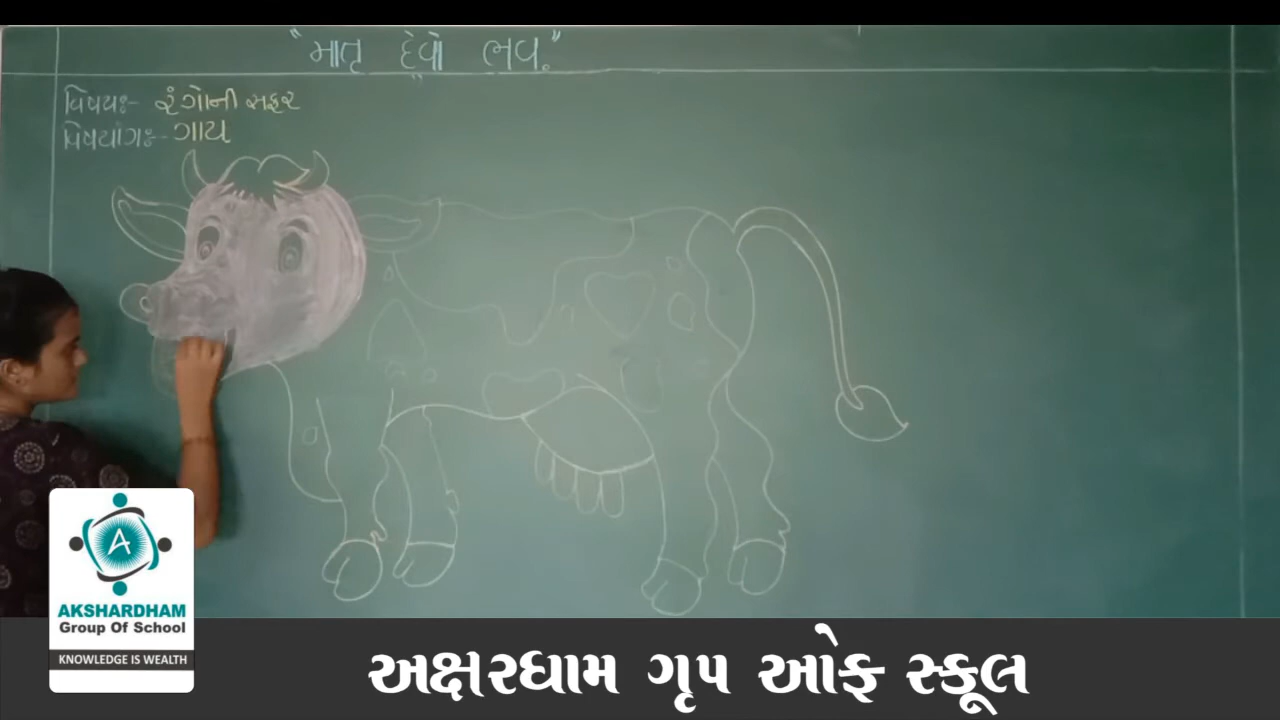 “માતૃ દેવો ભવ.”
વિષયઃ- રંગોની સફર
વિષયાંગઃ- ગાય
A
AKSHARDHAM
Group Of School
KNOWLEDGE IS WEALTH
અક્ષરધામ ગૃપ ઓફ સ્કૂલ